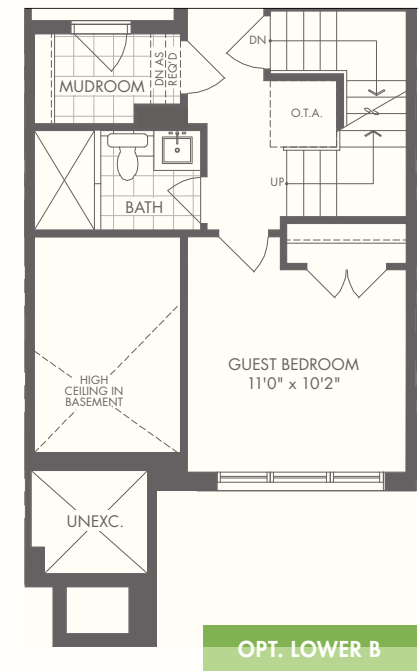 DN
DN AS
REQ'D
MUDROOM
O.T.A.
UP
BATH
GUEST BEDROOM
11'0" x 10'2"
HIGH
CEILING IN
BASEMENT
UNEXC.
OPT. LOWER B